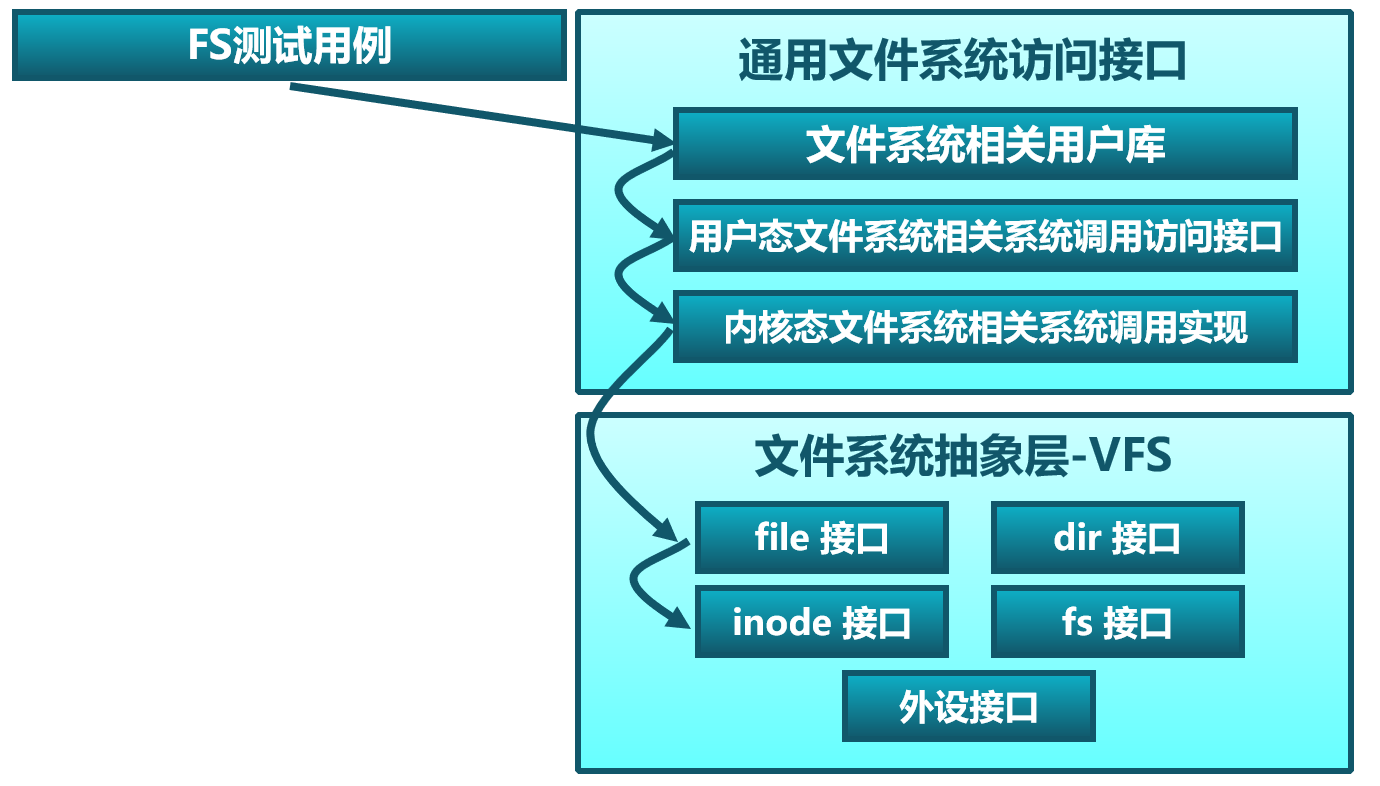 FS测试用例
通用文件系统访问接口
文件系统相关用户库
用户态文件系统相关系统调用访问接口
内核态文件系统相关系统调用实现
文件系统抽象层-VFS
file 接口
dir 接口
inode 接口
fs 接口
外设接口